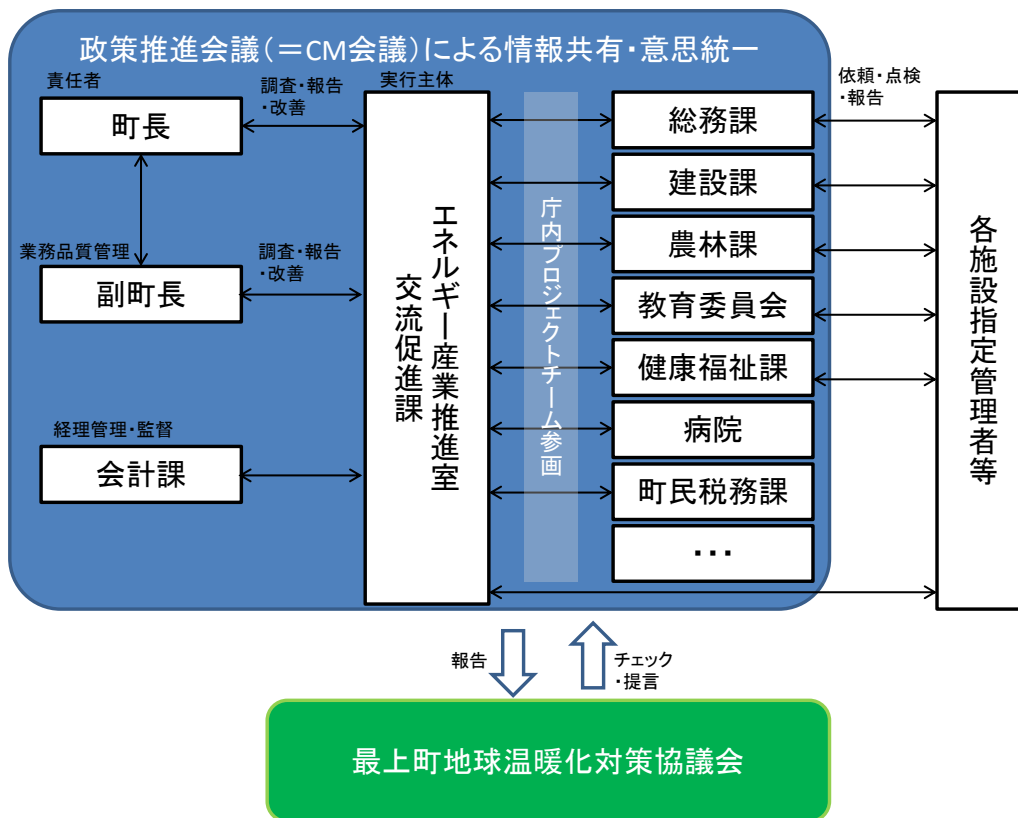 政策推進会議(=CM会議)による情報共有・意思統一
責任者
町長
調査・報告
・改善
業務品質管理
副町長
調査・報告
・改善
経理管理・監督
会計課
実行主体
エネルギー産業推進室
交流促進課
庁内プロジェクトチーム参画
総務課
建設課
農林課
教育委員会
健康福祉課
病院
町民税務課
・・・
依頼・点検
・報告
各施設指定管理者等
報告
チェック
・提言
最上町地球温暖化対策協議会